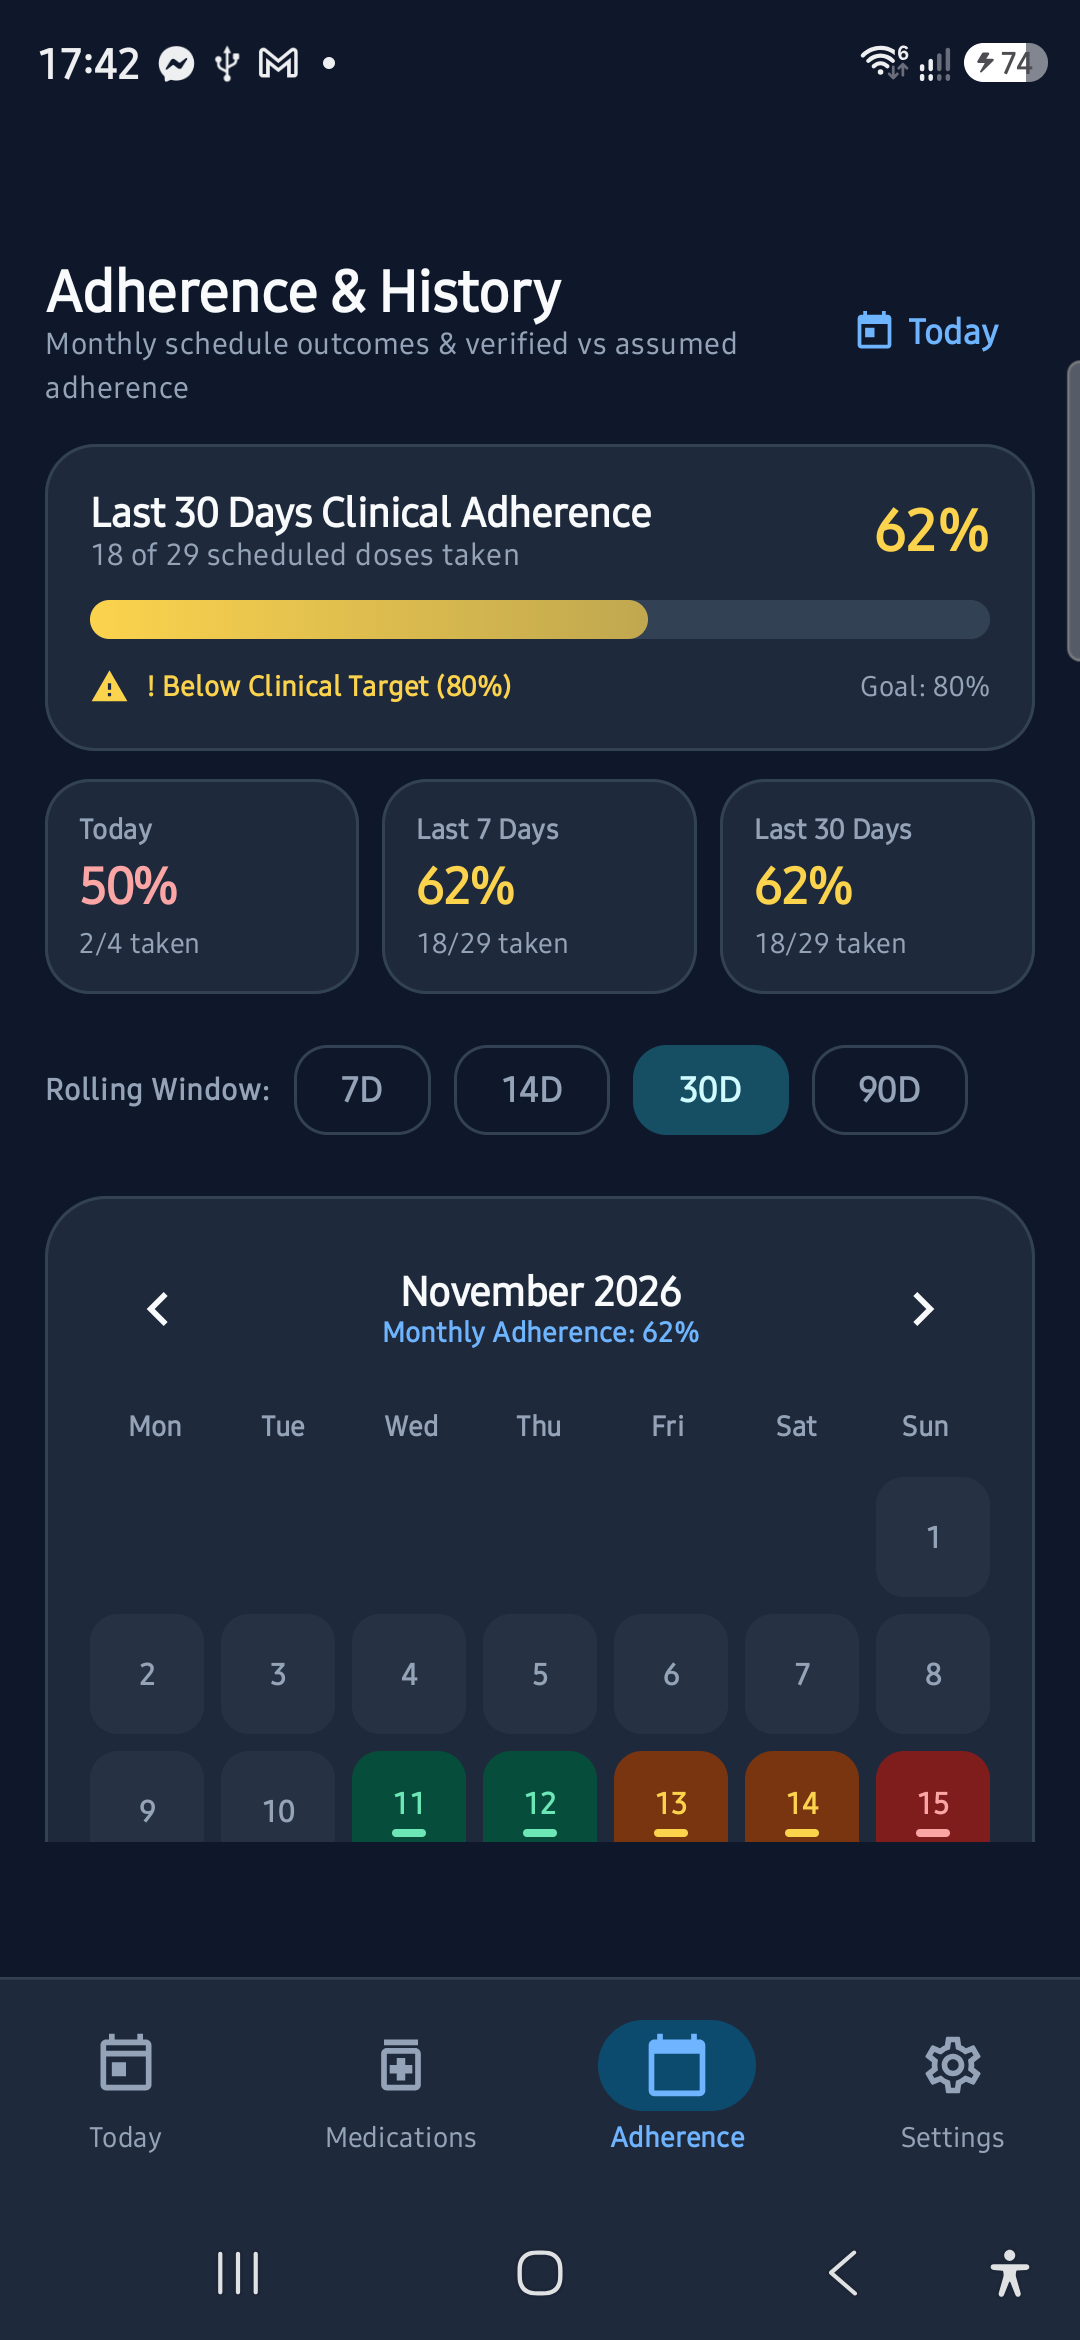 17:42
6
74
Adherence & History
Monthly schedule outcomes & verified vs assumed
adherence
Today
Last 30 Days Clinical Adherence
18 of 29 scheduled doses taken
62%
! Below Clinical Target (80%)
Goal: 80%
Today
50%
2/4 taken
Last 7 Days
62%
18/29 taken
Last 30 Days
62%
18/29 taken
Rolling Window:
7D
14D
30D
90D
November 2026
Monthly Adherence: 62%
Mon Tue Wed Thu Fri Sat Sun
1
2 3 4 5 6 7 8
9 10 11 12 13 14 15
Today
Medications
Adherence
Settings